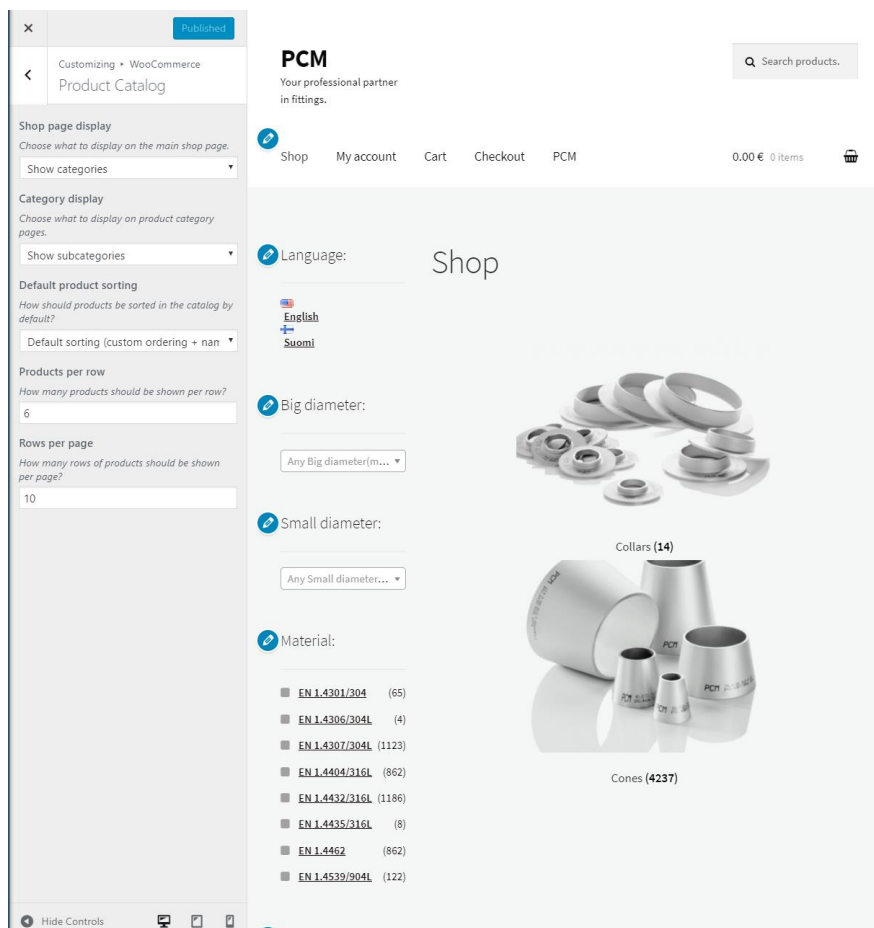 Published
Customizing • WooCommerce
Product Catalog
Shop page display
Choose what to display on the main shop page.
Show categories
Category display
Choose what to display on product category
pages.
Show subcategories
Default product sorting
How should products be sorted in the catalog by
default?
Default sorting (custom ordering + nam
Products per row
How many products should be shown per row?
6
Rows per page
How many rows of products should be shown
per page?
10
Hide Controls
PCM
Your professional partner
in fittings.
Search products.
Shop My account Cart Checkout PCM
0.00 € 0 items
Language:
English
Suomi
Big diameter:
Any Big diameter(m...
Small diameter:
Any Small diameter...
Material:
EN 1.4301/304 (65)
EN 1.4306/304L (4)
EN 1.4307/304L (1123)
EN 1.4404/316L (862)
EN 1.4432/316L (1186)
EN 1.4435/316L (8)
EN 1.4462 (862)
EN 1.4539/904L (122)
Shop
Collars (14)
PCM
PCM
PCM
PCM
Cones (4237)